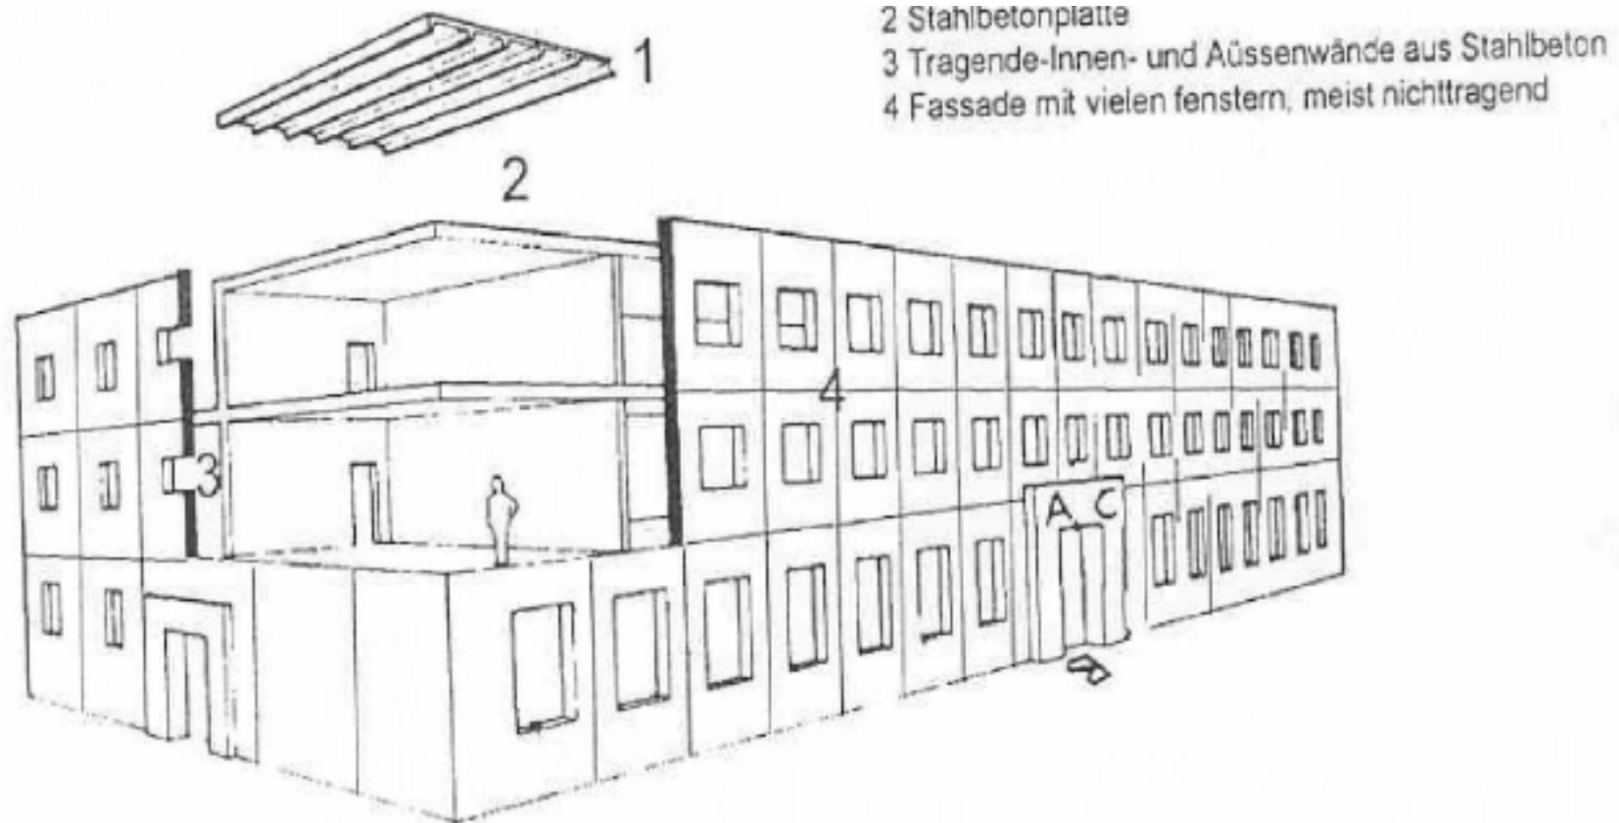 2 Stahlbetonplatte
3 Tragende-Innen- und Aüssenwände aus Stahlbeton
4 Fassade mit vielen fenstern, meist nichttragend
1
2
4
3
A C